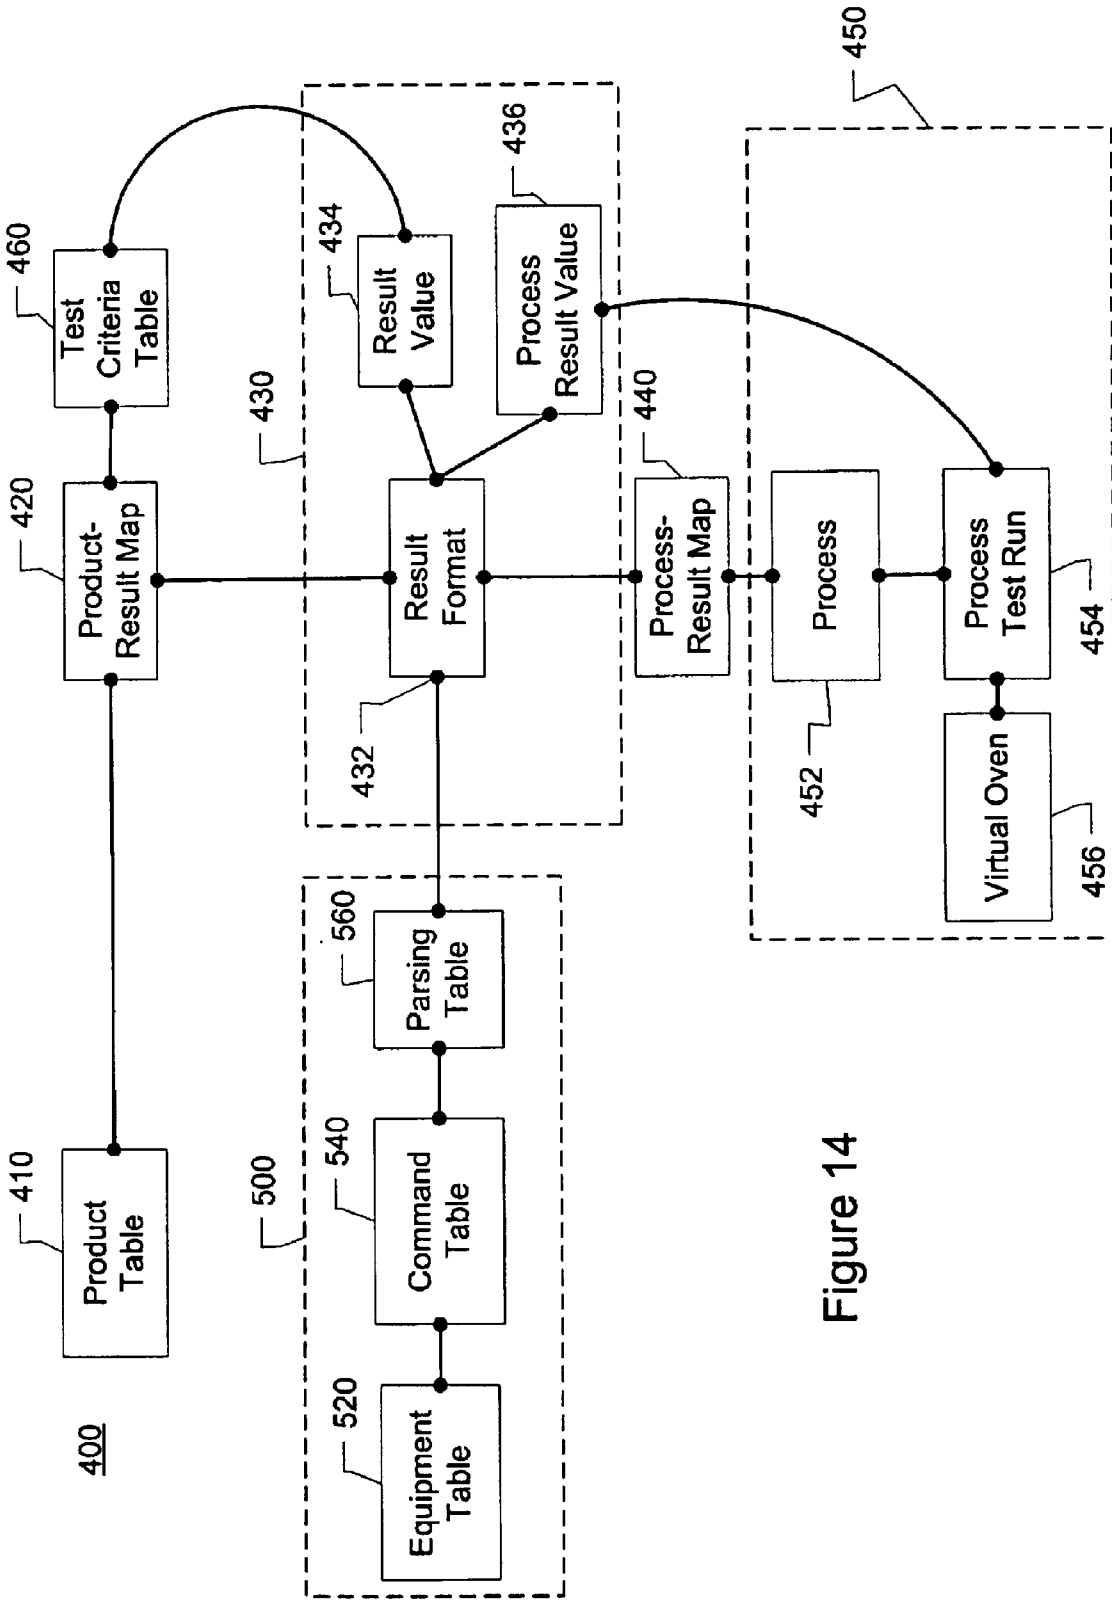 400
410
Product
Table
420
Product-
Result Map
460
Test
Criteria
Table
500
520
Equipment
Table
540
Command
Table
560
Parsing
Table
430
432
Result
Format
434
Result
Value
436
Process
Result Value
440
Process-
Result Map
450
452
Process
454
Process
Test Run
456
Virtual Oven
Figure 14